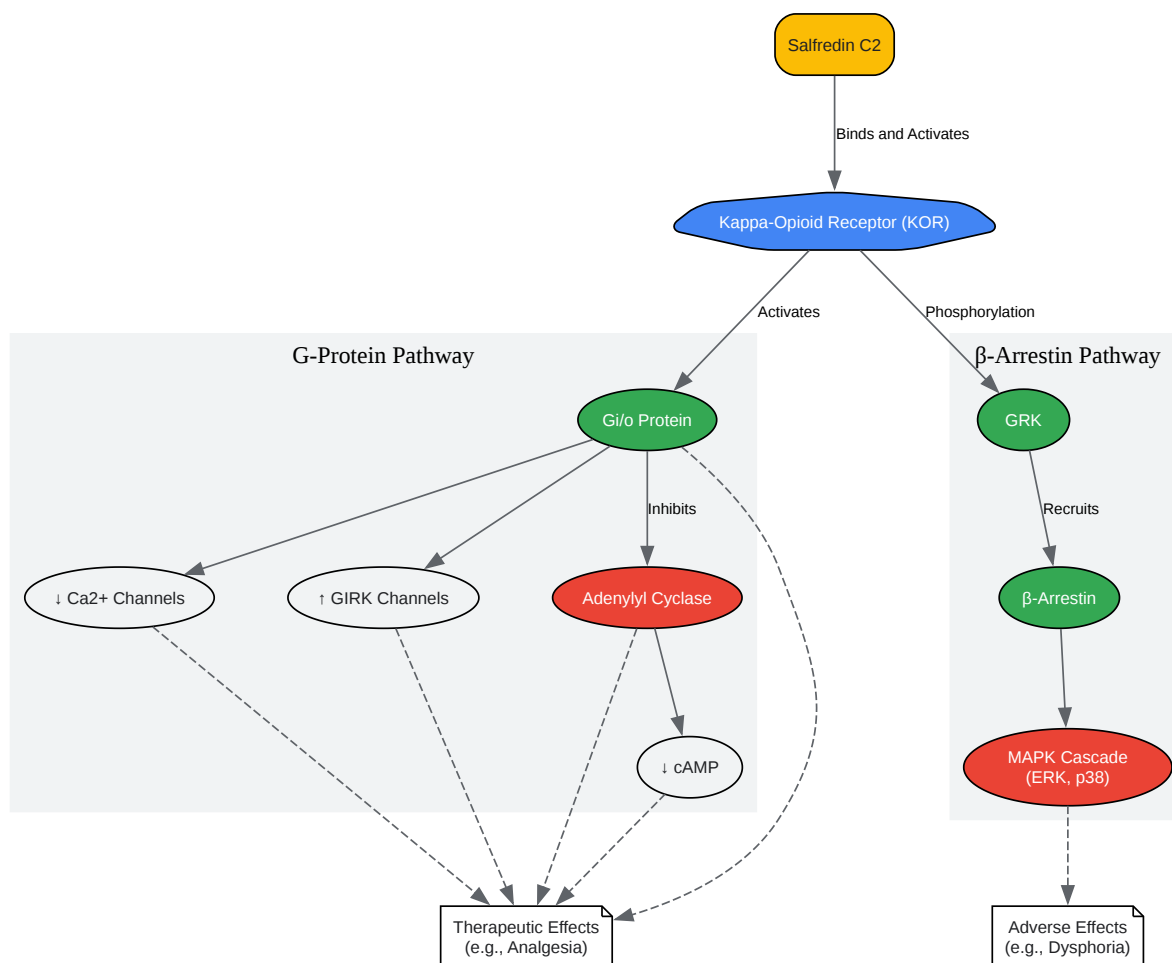 Salfredin C2
Binds and Activates
Kappa-Opioid Receptor (KOR)
Activates
Phosphorylation
G-Protein Pathway
β-Arrestin Pathway
Gi/o Protein
GRK
Inhibits
Recruits
↓ Ca2+ Channels
↑ GIRK Channels
Adenylyl Cyclase
β-Arrestin
↓ cAMP
MAPK Cascade
(ERK, p38)
Therapeutic Effects
(e.g., Analgesia)
Adverse Effects
(e.g., Dysphoria)